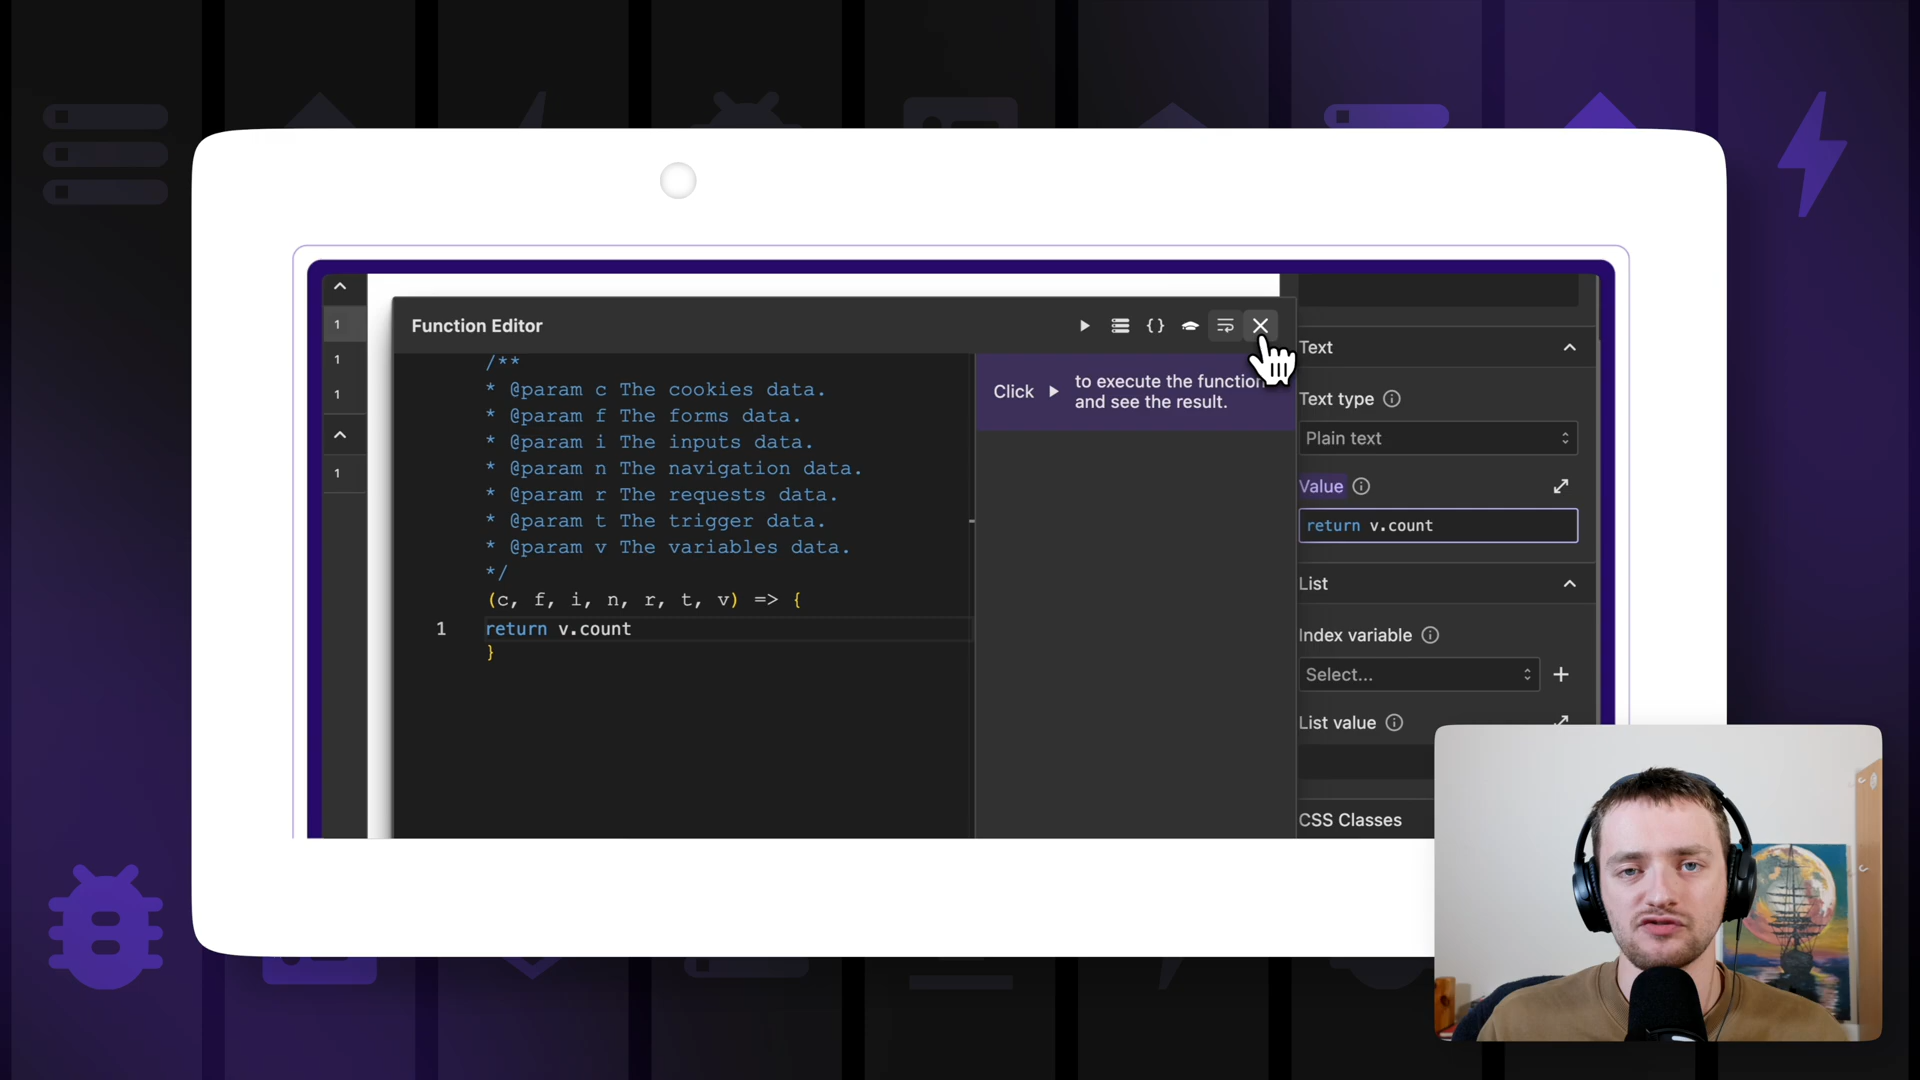 1
1
1
1
Function Editor
/**
* @param c The cookies data.
* @param f The forms data.
* @param i The inputs data.
* @param n The navigation data.
* @param r The requests data.
* @param t The trigger data.
* @param v The variables data.
*/
(c, f, i, n, r, t, v) => {
1 return v.count
}
Click to execute the function
and see the result.
Text
Text type
Plain text
Value
return v.count
List
Index variable
Select...
List value
CSS Classes